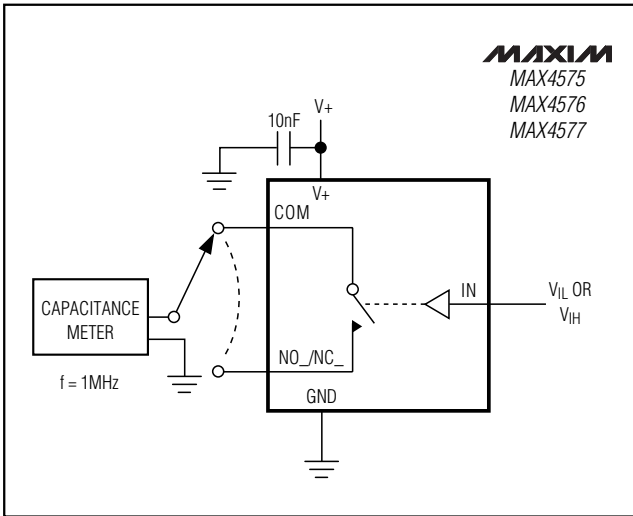 MAXIM
MAX4575
MAX4576
MAX4577
10nF
V+
V+
COM
CAPACITANCE
METER
f = 1MHz
IN
VIL OR
VIH
NO_/NC_
GND